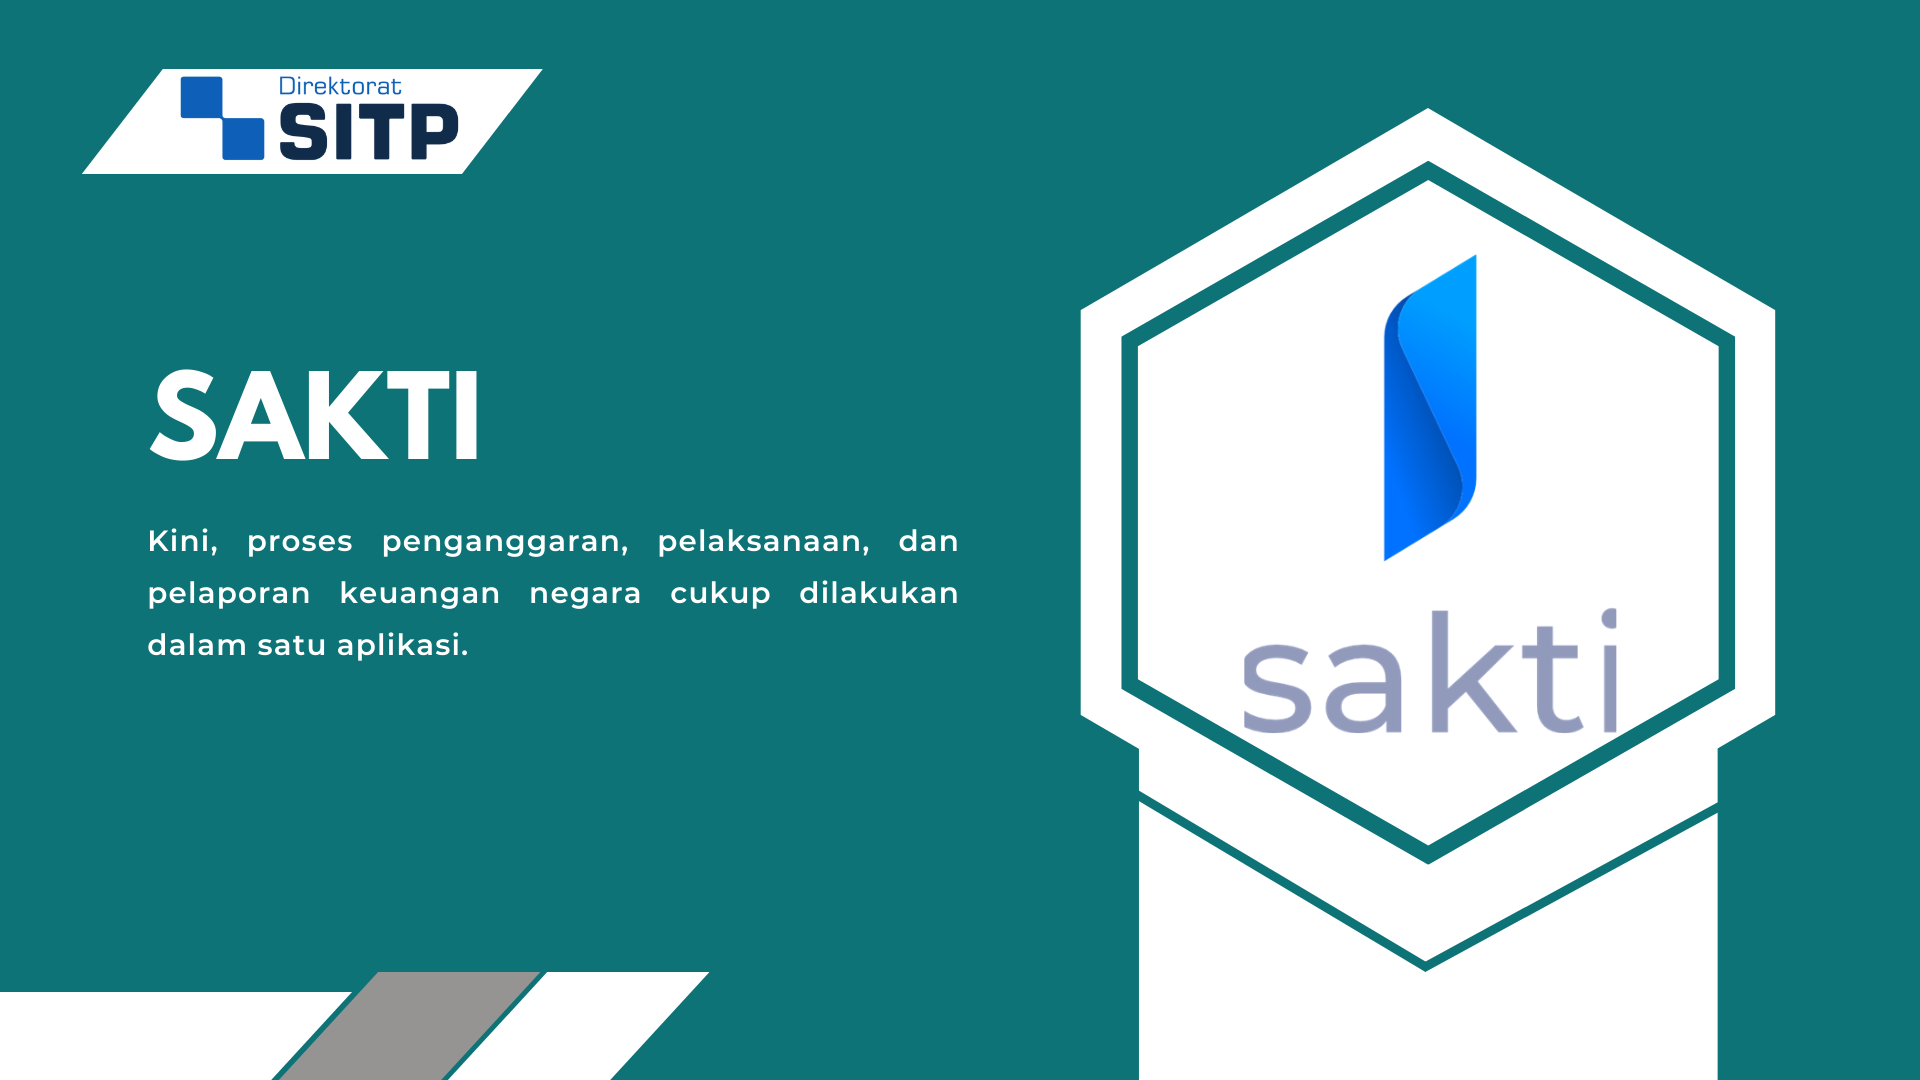 Direktorat
SITP
SAKTI
Kini, proses penganggaran, pelaksanaan, dan
pelaporan keuangan negara cukup dilakukan
dalam satu aplikasi.
sakti